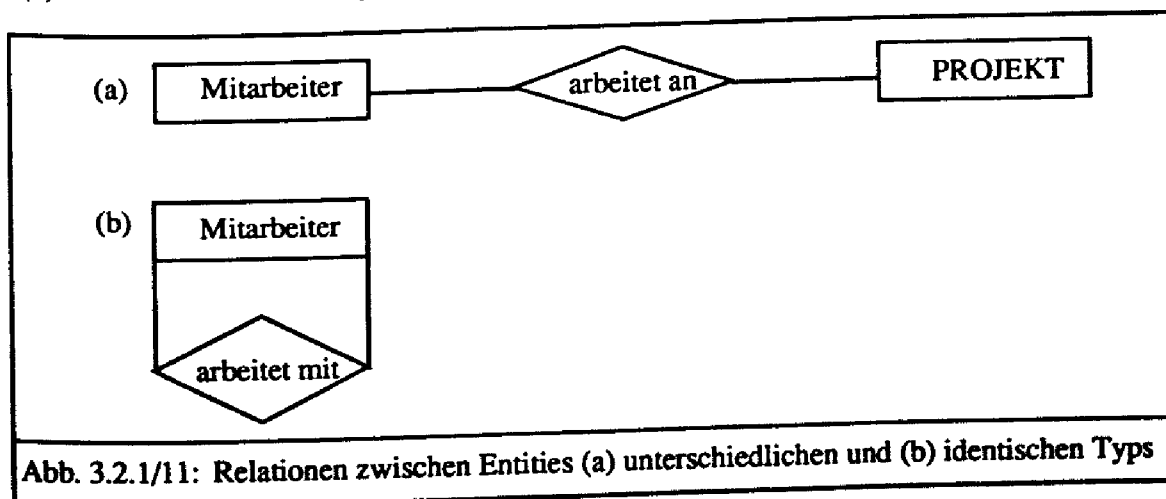 (a) Mitarbeiter arbeitet an PROJEKT
(b) Mitarbeiter
arbeitet mit
Abb. 3.2.1/11: Relationen zwischen Entities (a) unterschiedlichen und (b) identischen Typs